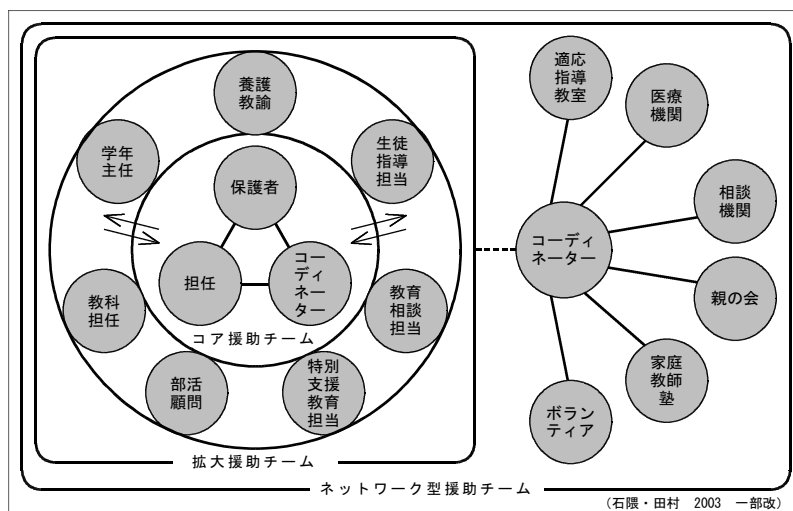 養護
教諭
学年
主任
生徒
指導
担当
保護者
担任
コー
ディ
ネー
ター
コア援助チーム
教科
担任
教育
相談
担当
部活
顧問
特別
支援
教育
担当
拡大援助チーム
適応
指導
教室
医療
機関
相談
機関
コーディ
ネーター
親の会
家庭
教師
塾
ボラン
ティア
ネットワーク型援助チーム
(石隈・田村 2003 一部改)